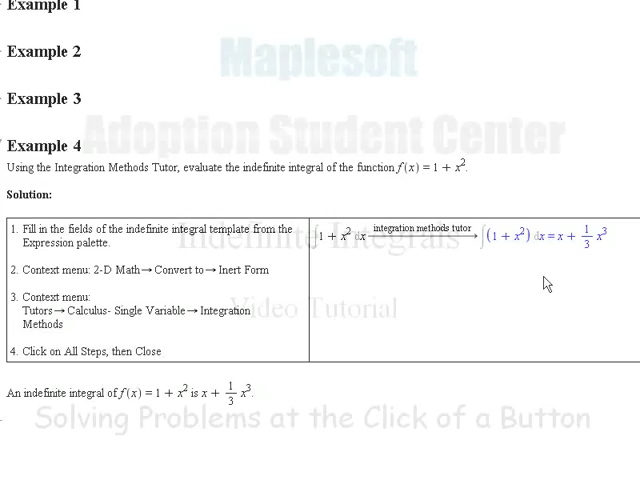 Example 1
Maplesoft
Example 2
Example 3
Adoption Student Center
Example 4
Using the Integration Methods Tutor, evaluate the indefinite integral of the function f(x) = 1 + x².
Solution:
1. Fill in the fields of the indefinite integral template from the
Expression palette.
2. Context menu: 2-D Math→Convert to→Inert Form
3. Context menu:
Tutors→Calculus- Single Variable→Integration
Methods
4. Click on All Steps, then Close
∫1 + x² dx —integration methods tutor→ ∫(1 + x²) dx = x + 1/3 x³
Indefinite Integrals
Video Tutorial
An indefinite integral of f(x) = 1 + x² is x + 1/3 x³.
Solving Problems at the Click of a Button